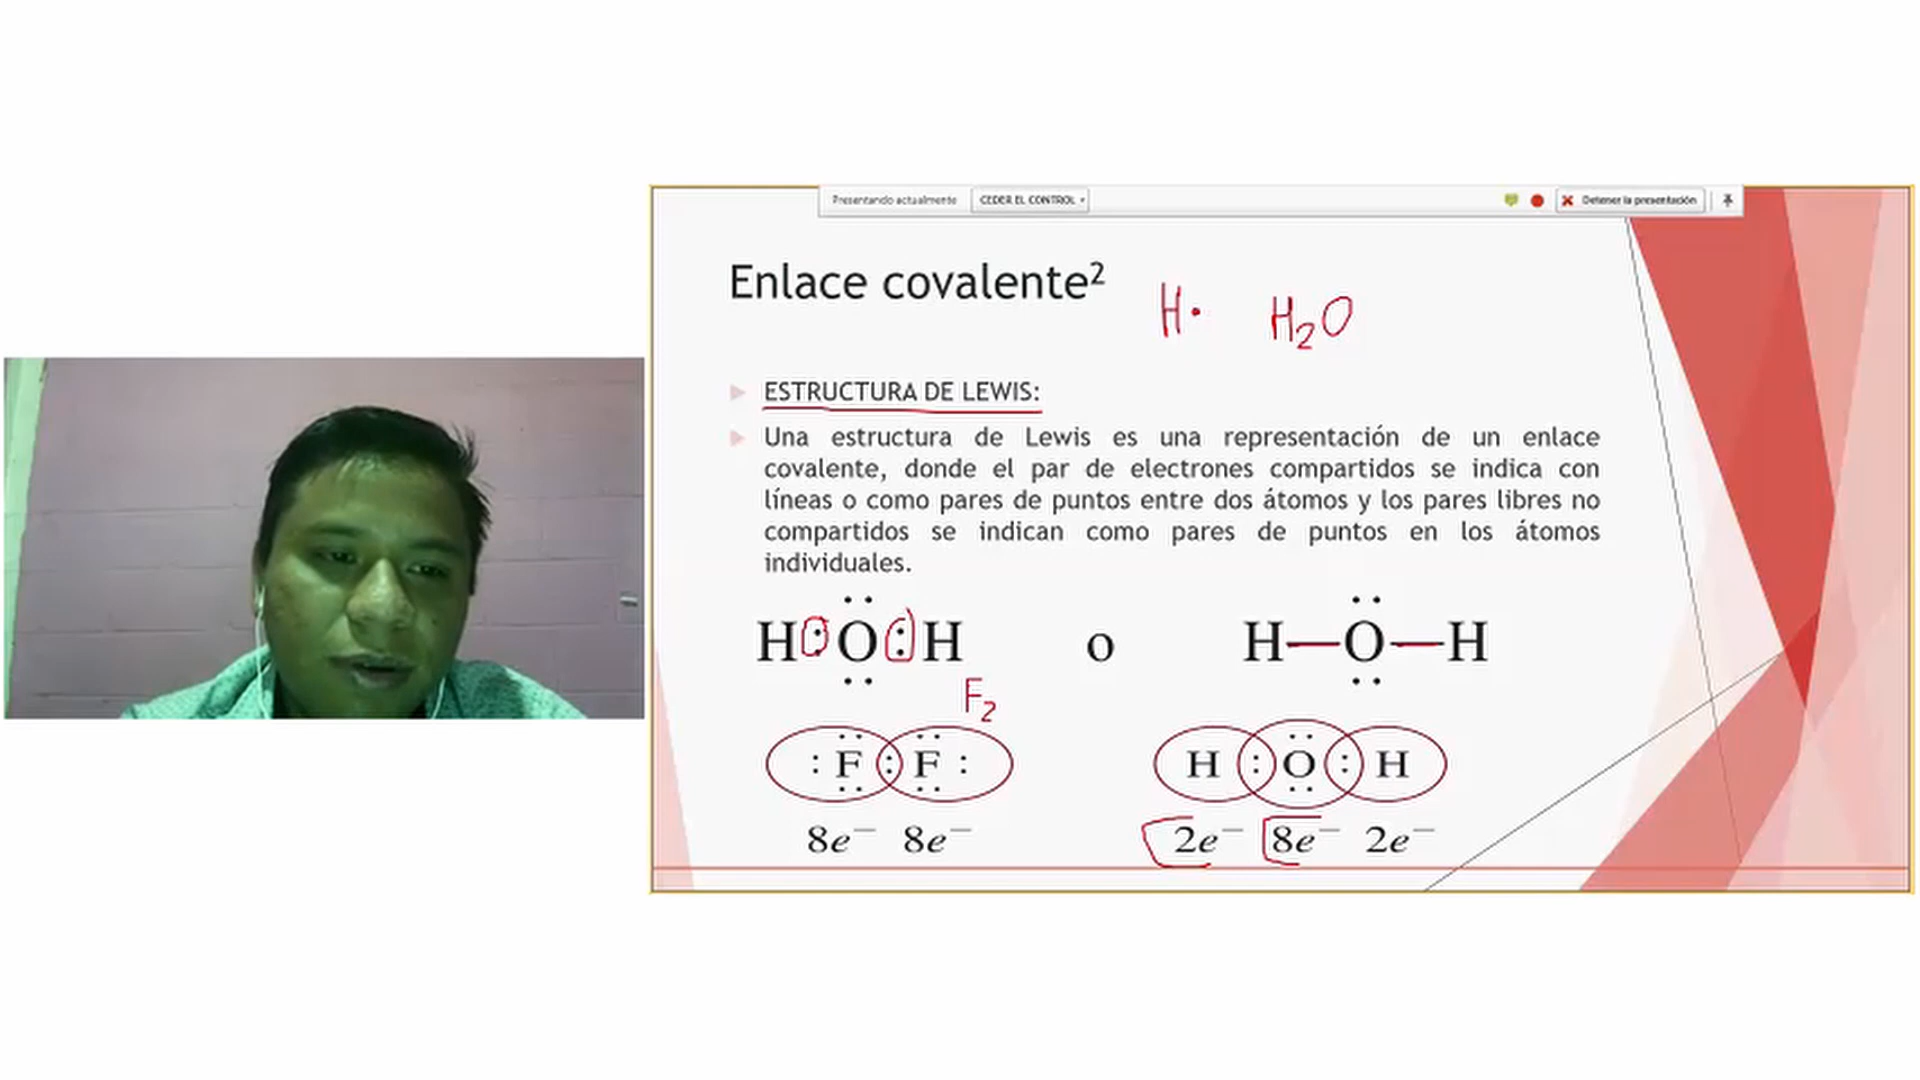 Presentando actualmente CEDER EL CONTROL Detener la presentación
Enlace covalente²
H· H₂O
ESTRUCTURA DE LEWIS:
Una estructura de Lewis es una representación de un enlace
covalente, donde el par de electrones compartidos se indica con
líneas o como pares de puntos entre dos átomos y los pares libres no
compartidos se indican como pares de puntos en los átomos
individuales.
H:O:H o H—O—H
F₂
:F:F: H:O:H
8e⁻ 8e⁻ 2e⁻ 8e⁻ 2e⁻